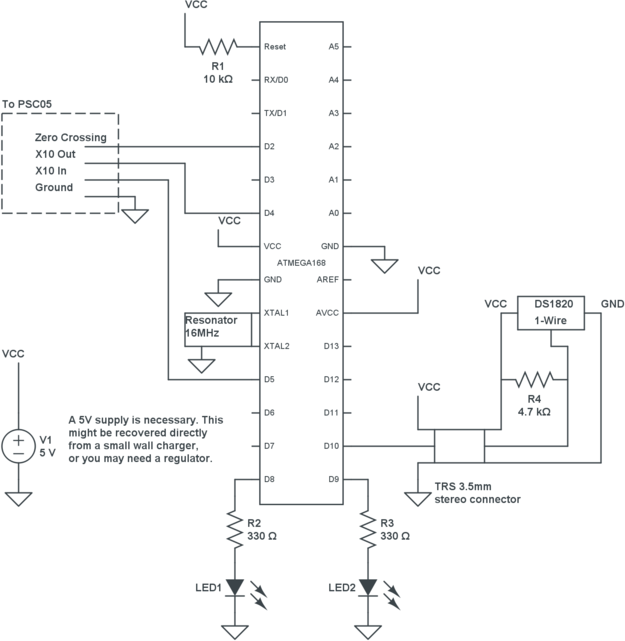 VCC
Reset
A5
R1
10 kΩ
RX/D0
A4
To PSC05
TX/D1
A3
Zero Crossing
D2
A2
X10 Out
X10 In
D3
A1
Ground
D4
A0
VCC
VCC
GND
ATMEGA168
VCC
GND
AREF
DS1820
1-Wire
VCC
GND
Resonator
16MHz
XTAL1
AVCC
XTAL2
D13
VCC
D5
D12
VCC
R4
4.7 kΩ
D6
D11
A 5V supply is necessary. This
might be recovered directly
from a small wall charger,
or you may need a regulator.
V1
5 V
D7
D10
D8
D9
TRS 3.5mm
stereo connector
R2
330 Ω
R3
330 Ω
LED1
LED2